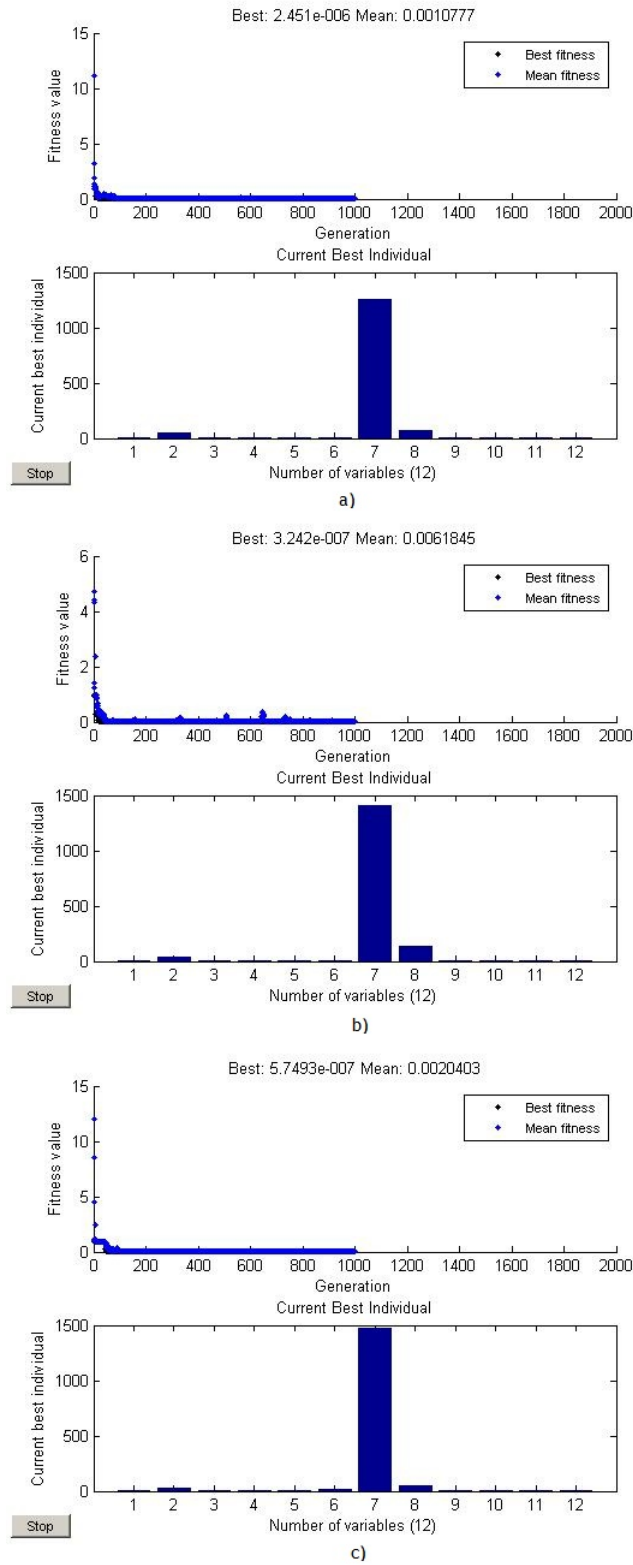 Best: 2.451e-006 Mean: 0.0010777
15
10
5
0
Fitness value
Best fitness
Mean fitness
0 200 400 600 800 1000 1200 1400 1600 1800 2000
Generation
Current Best Individual
1500
1000
500
0
Current best individual
1 2 3 4 5 6 7 8 9 10 11 12
Number of variables (12)
Stop
a)
Best: 3.242e-007 Mean: 0.0061845
6
4
2
0
Fitness value
Best fitness
Mean fitness
0 200 400 600 800 1000 1200 1400 1600 1800 2000
Generation
Current Best Individual
1500
1000
500
0
Current best individual
1 2 3 4 5 6 7 8 9 10 11 12
Number of variables (12)
Stop
b)
Best: 5.7493e-007 Mean: 0.0020403
15
10
5
0
Fitness value
Best fitness
Mean fitness
0 200 400 600 800 1000 1200 1400 1600 1800 2000
Generation
Current Best Individual
1500
1000
500
0
Current best individual
1 2 3 4 5 6 7 8 9 10 11 12
Number of variables (12)
Stop
c)